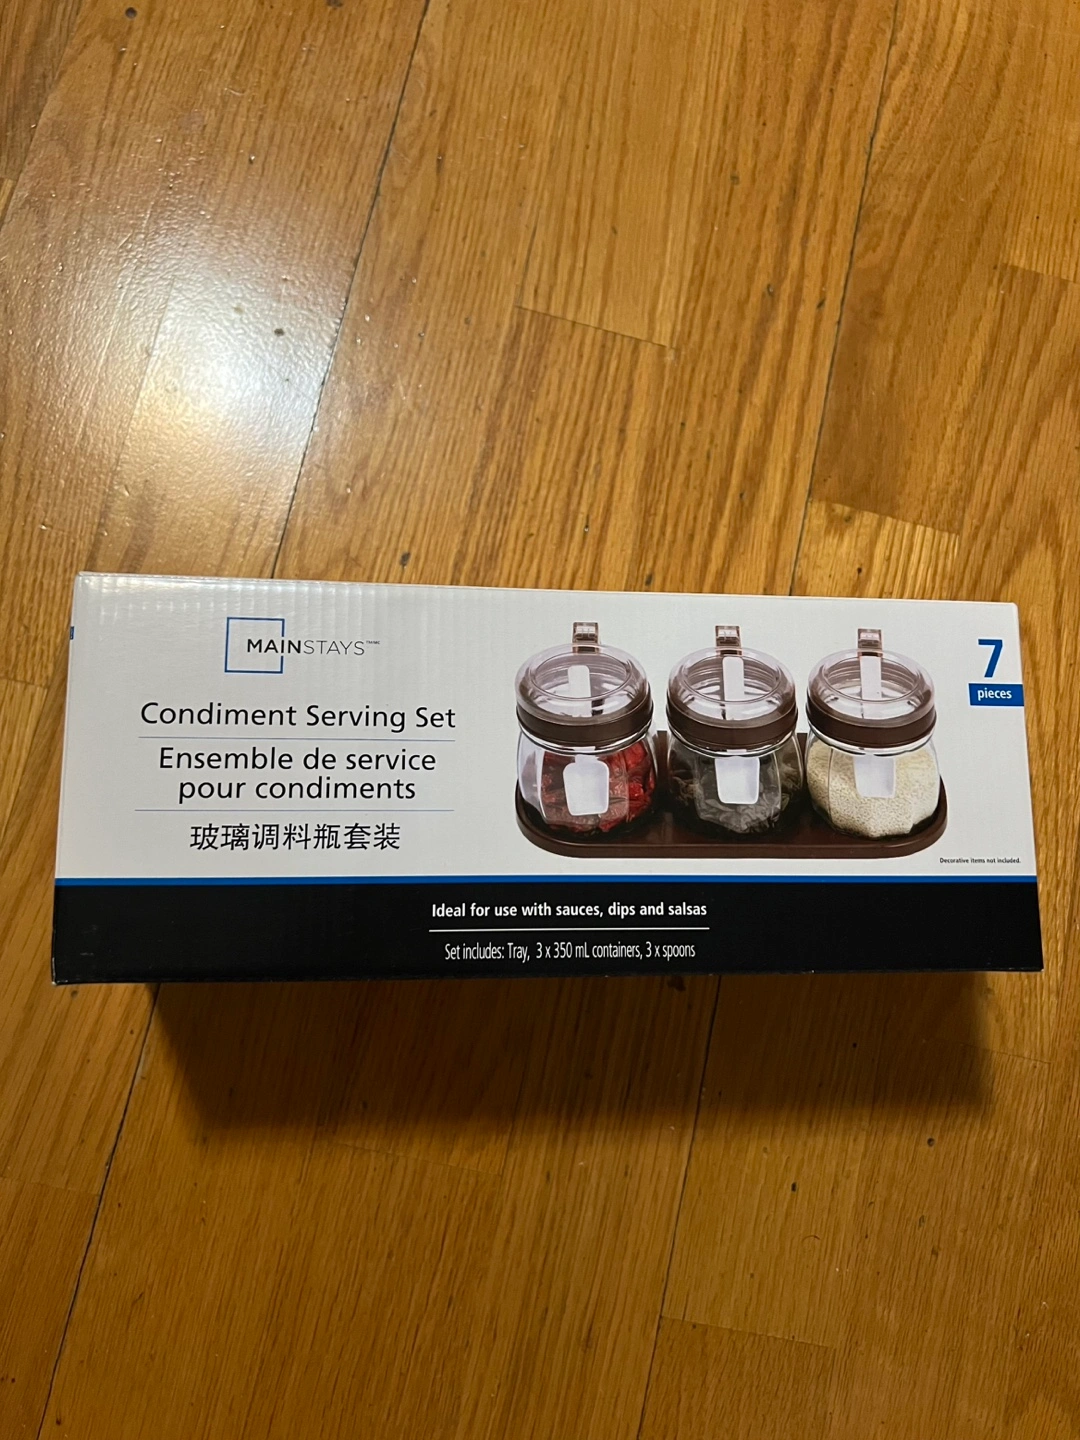 MAINSTAYS
Condiment Serving Set
Ensemble de service
pour condiments
玻璃调料瓶套装
7
pieces
Decorative items not included.
Ideal for use with sauces, dips and salsas
Set includes: Tray, 3 x 350 mL containers, 3 x spoons